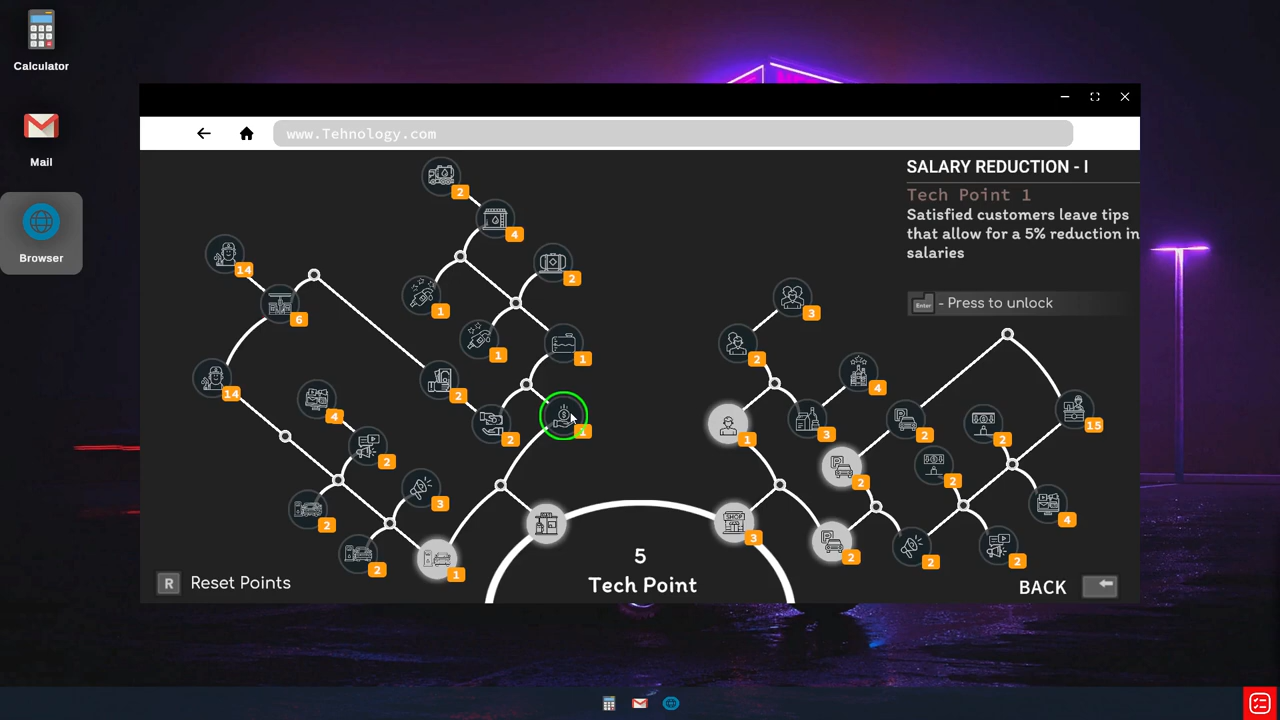 Calculator
Mail
Browser
www.Tehnology.com
SALARY REDUCTION - I
Tech Point 1
Satisfied customers leave tips
that allow for a 5% reduction in
salaries
Enter - Press to unlock
2
4
14
2
6
1
1
1
2
14
4
2
1
2
2
3
2
2
1
3
2
4
1
3
2
2
15
2
2
4
3
2
2
2
SHOP
P
P
P
5
Tech Point
R Reset Points
BACK